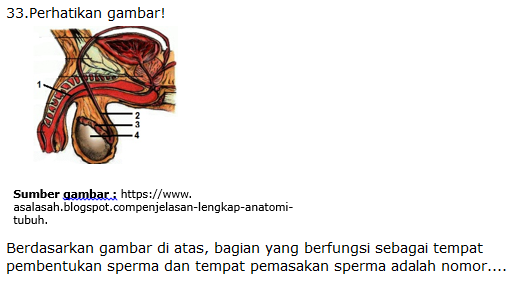 33.Perhatikan gambar!
1
2
3
4
Sumber gambar : https://www.
asalasah.blogspot.compenjelasan-lengkap-anatomi-
tubuh.
Berdasarkan gambar di atas, bagian yang berfungsi sebagai tempat
pembentukan sperma dan tempat pemasakan sperma adalah nomor....